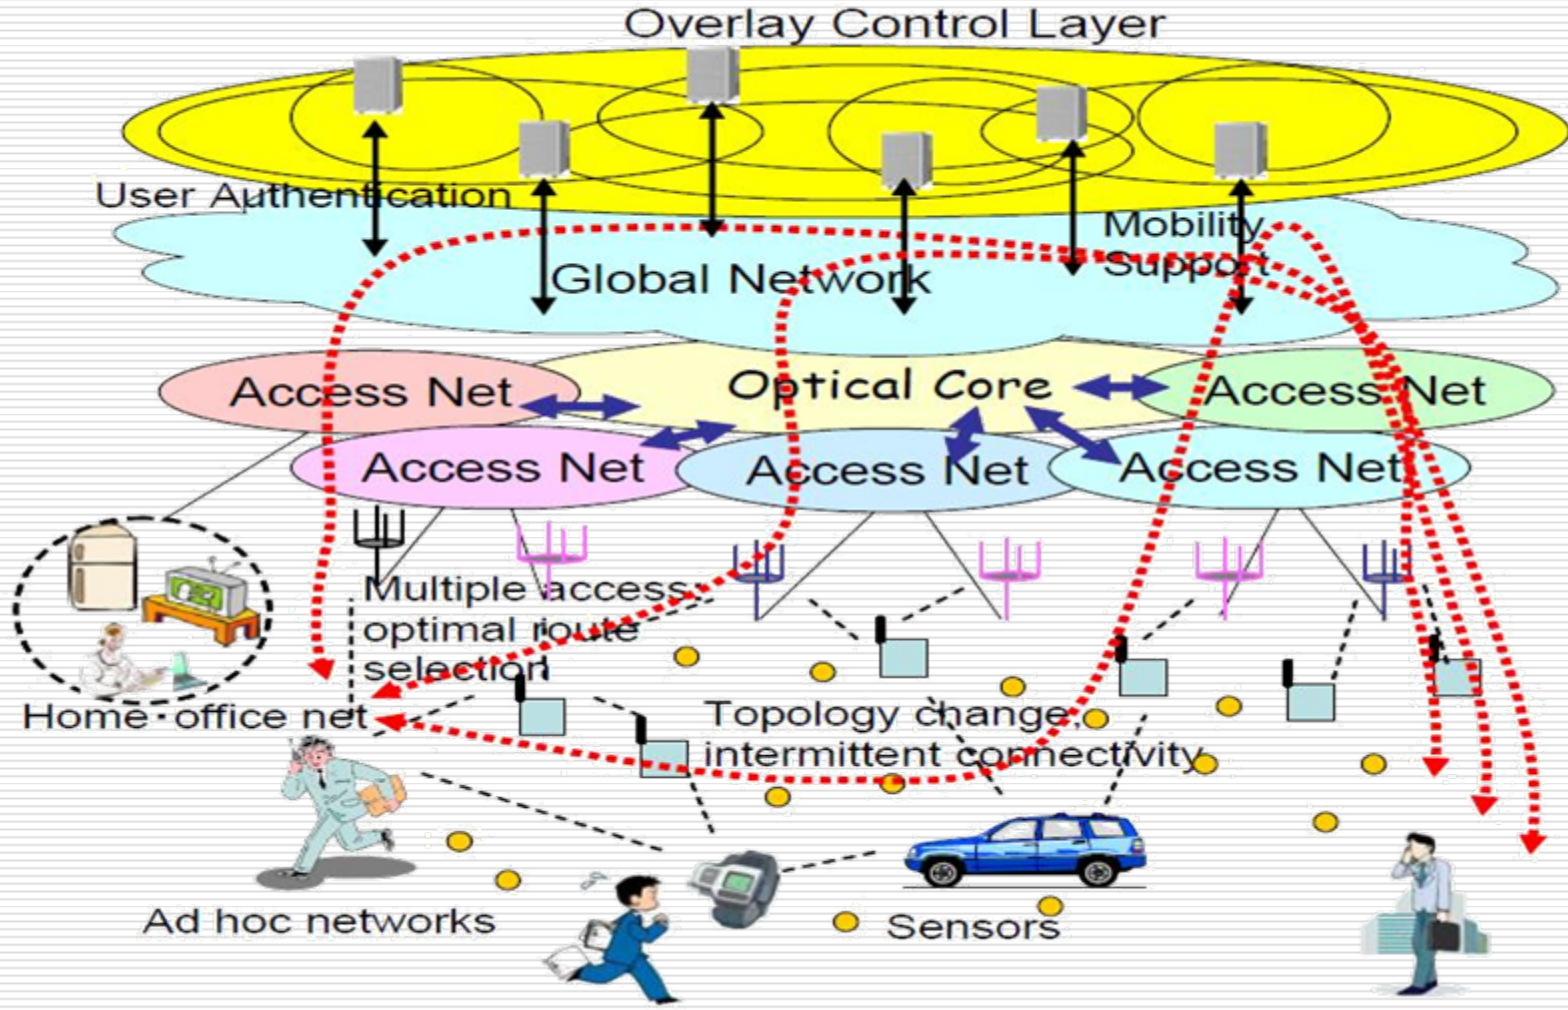 Overlay Control Layer
User Authentication
Mobility
Support
Global Network
Access Net
Optical Core
Access Net
Access Net
Access Net
Access Net
Multiple access,
optimal route
selection
Home·office net
Topology change,
intermittent connectivity
Ad hoc networks
Sensors